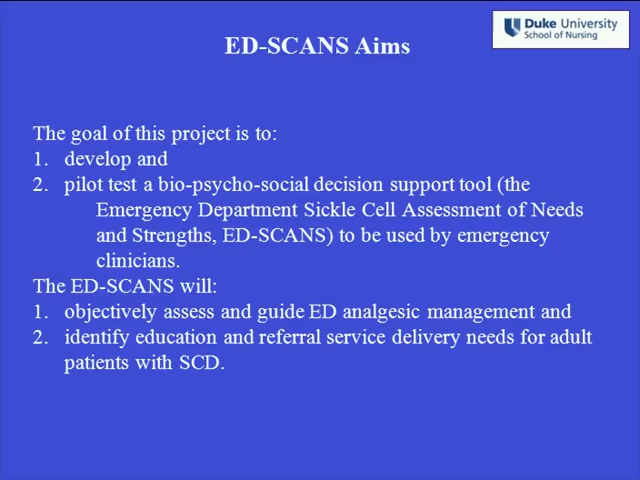 Duke University
School of Nursing
ED-SCANS Aims
The goal of this project is to:
1. develop and
2. pilot test a bio-psycho-social decision support tool (the
Emergency Department Sickle Cell Assessment of Needs
and Strengths, ED-SCANS) to be used by emergency
clinicians.
The ED-SCANS will:
1. objectively assess and guide ED analgesic management and
2. identify education and referral service delivery needs for adult
patients with SCD.